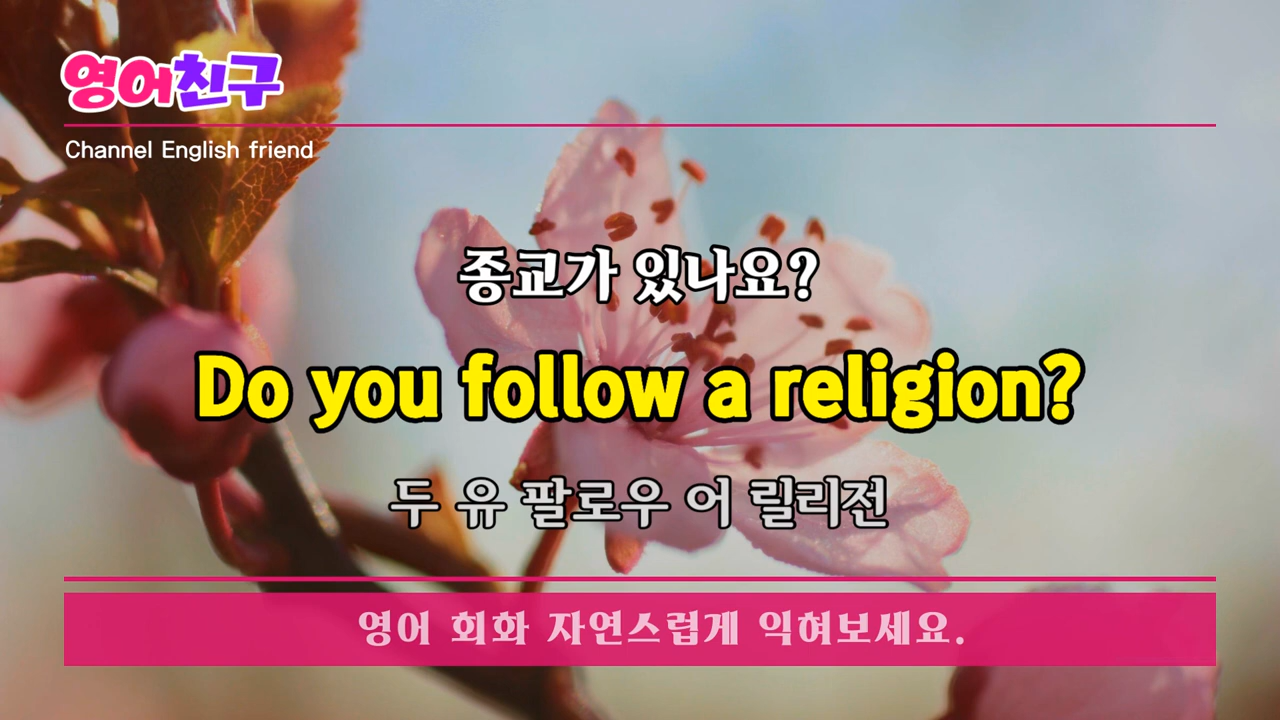 영어친구
Channel English friend
종교가 있나요?
Do you follow a religion?
두 유 팔로우 어 릴리전
영어 회화 자연스럽게 익혀보세요.